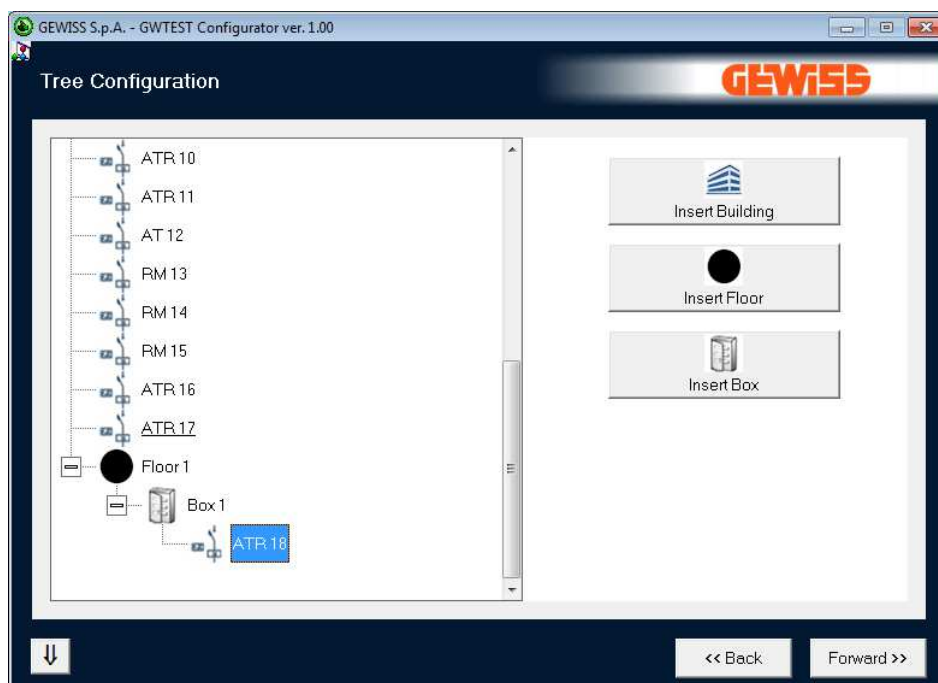 GEWISS S.p.A. - GWTEST Configurator ver. 1.00
Tree Configuration
GEWISS
ATR 10
ATR 11
AT 12
RM 13
RM 14
RM 15
ATR 16
ATR 17
Floor 1
Box 1
ATR 18
Insert Building
Insert Floor
Insert Box
<< Back
Forward >>